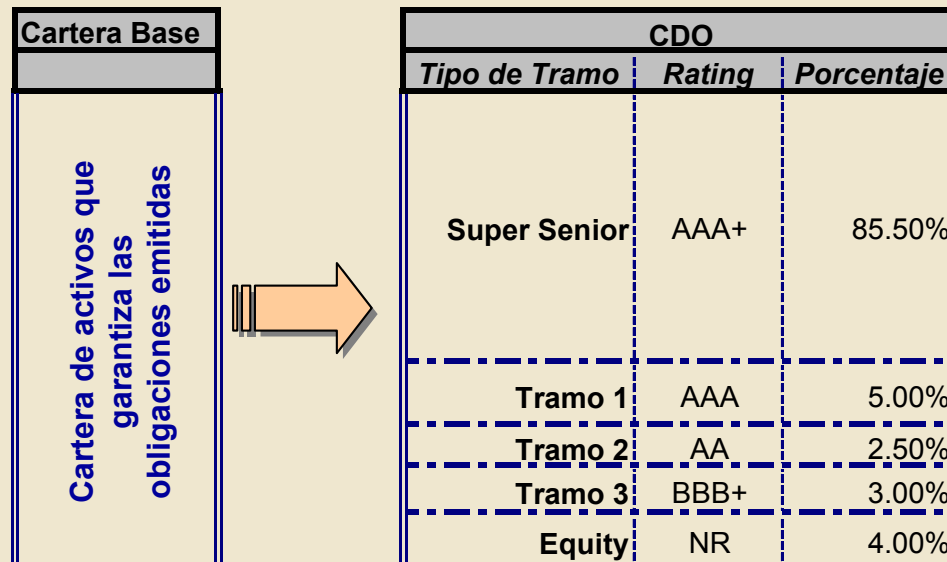 Cartera Base
Cartera de activos que
garantiza las
obligaciones emitidas
CDO
Tipo de Tramo Rating Porcentaje
Super Senior AAA+ 85.50%
Tramo 1 AAA 5.00%
Tramo 2 AA 2.50%
Tramo 3 BBB+ 3.00%
Equity NR 4.00%